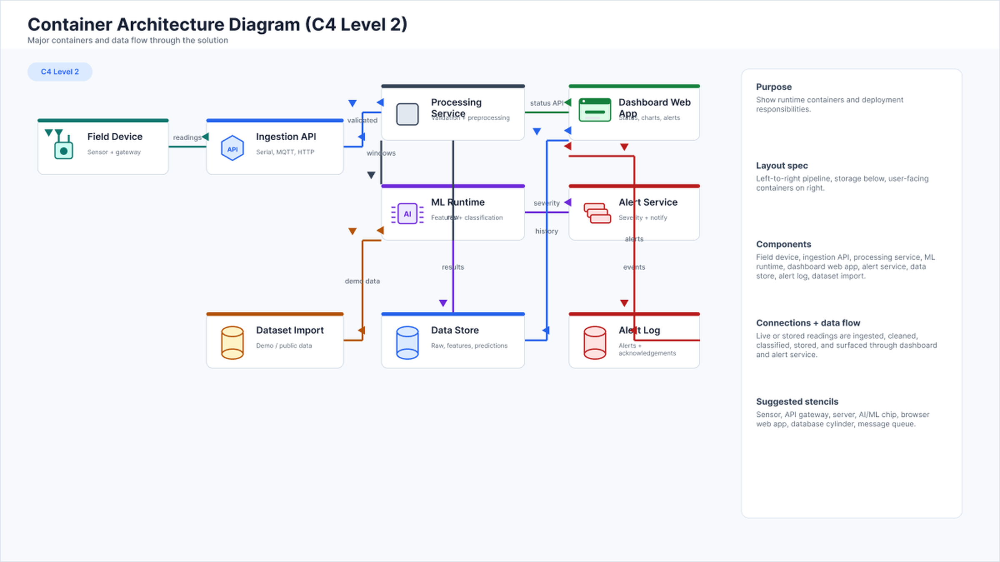 Container Architecture Diagram (C4 Level 2)
Major containers and data flow through the solution
C4 Level 2
Field Device
Sensor + gateway
readings
Ingestion API
API
Serial, MQTT, HTTP
validated
Processing
Service
Validation + preprocessing
status API
Dashboard Web
App
Status, charts, alerts
windows
ML Runtime
AI
Features + classification
raw
severity
Alert Service
Severity + notify
history
alerts
results
events
demo data
Dataset Import
Demo / public data
Data Store
Raw, features, predictions
Alert Log
Alerts +
acknowledgements
Purpose
Show runtime containers and deployment
responsibilities.
Layout spec
Left-to-right pipeline, storage below, user-facing
containers on right.
Components
Field device, ingestion API, processing service, ML
runtime, dashboard web app, alert service, data
store, alert log, dataset import.
Connections + data flow
Live or stored readings are ingested, cleaned,
classified, stored, and surfaced through dashboard
and alert service.
Suggested stencils
Sensor, API gateway, server, AI/ML chip, browser
web app, database cylinder, message queue.